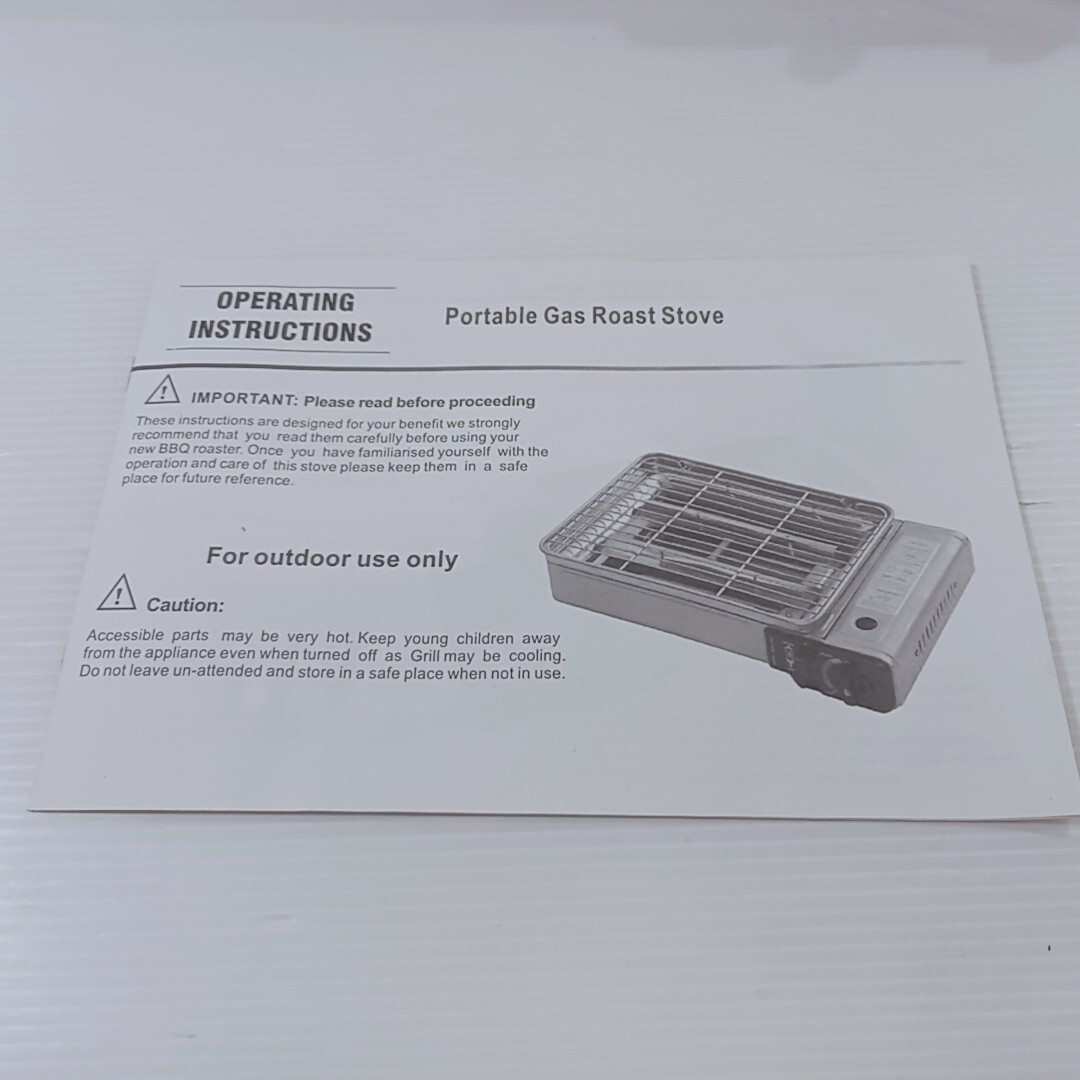 OPERATING
INSTRUCTIONS
Portable Gas Roast Stove
IMPORTANT: Please read before proceeding
These instructions are designed for your benefit we strongly
recommend that you read them carefully before using your
new BBQ roaster. Once you have familiarised yourself with the
operation and care of this stove please keep them in a safe
place for future reference.
For outdoor use only
Caution:
Accessible parts may be very hot. Keep young children away
from the appliance even when turned off as Grill may be cooling.
Do not leave un-attended and store in a safe place when not in use.